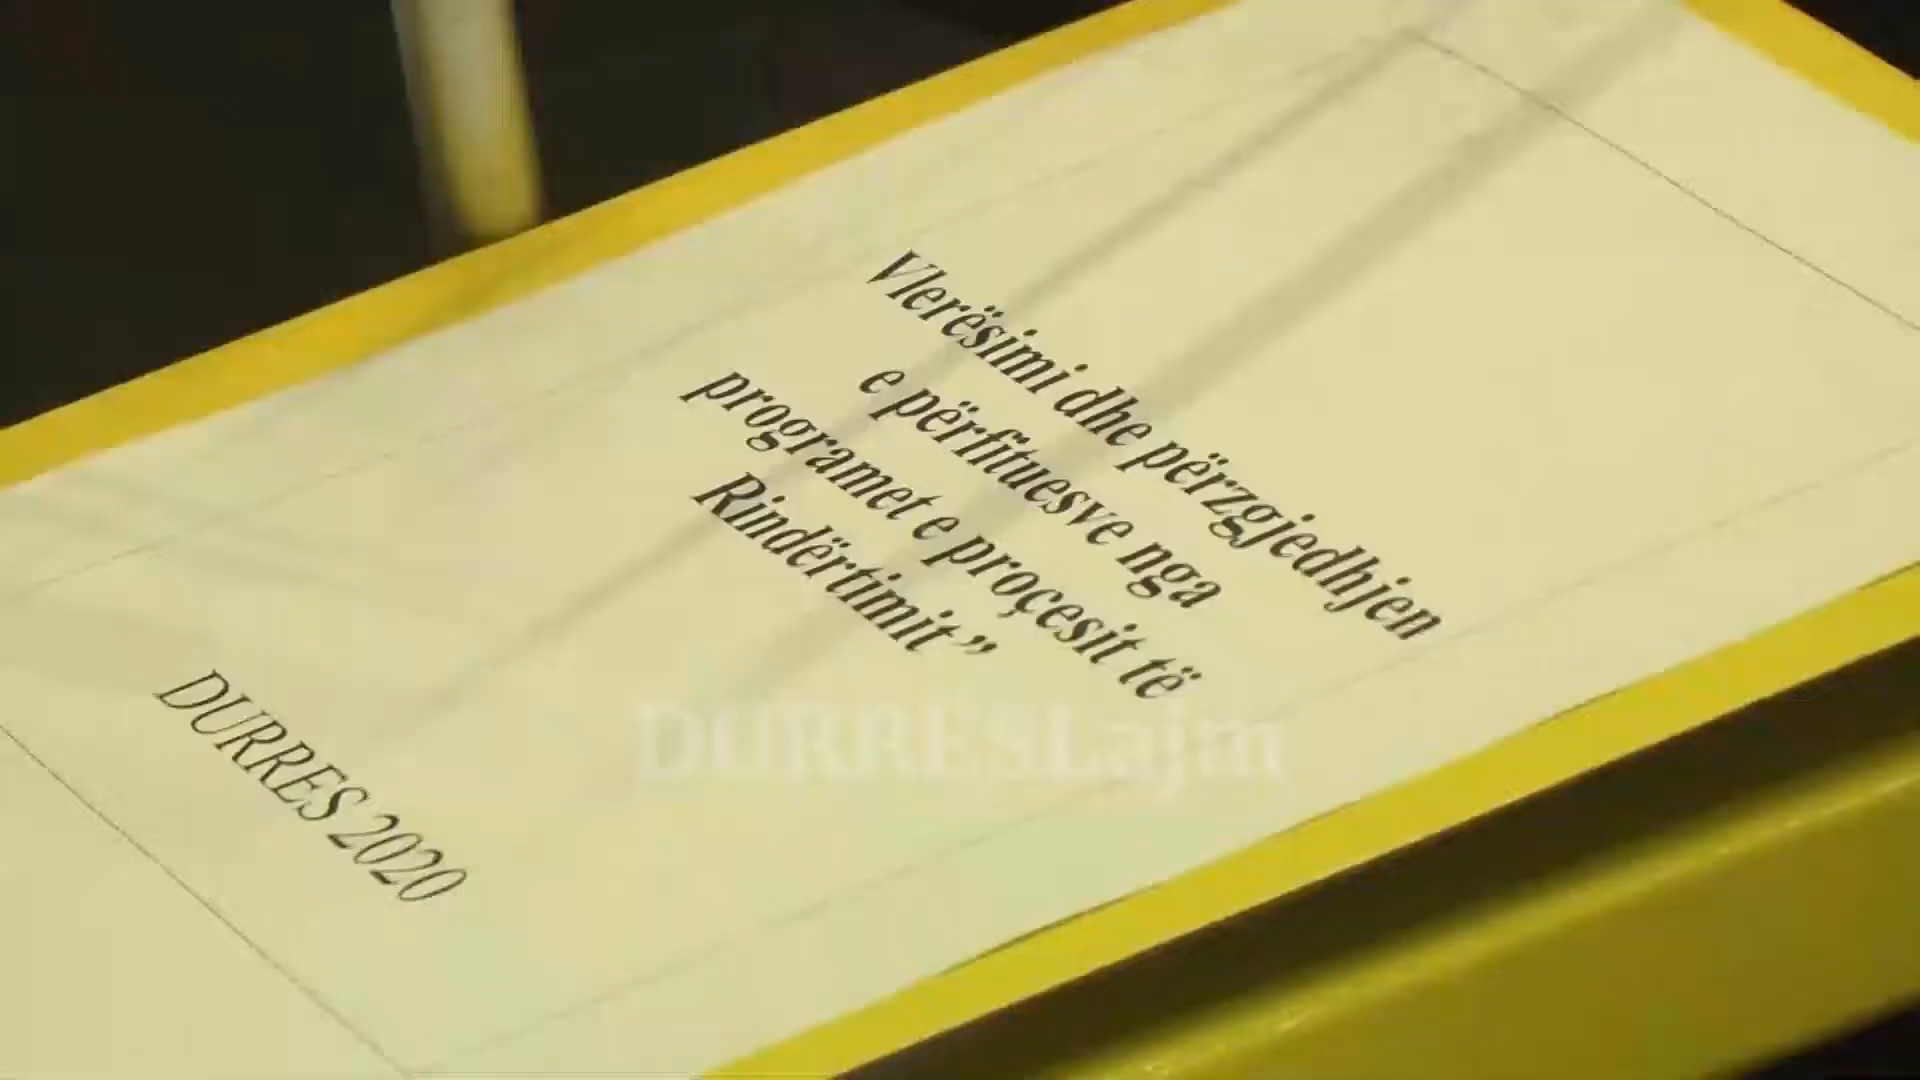 Vlerësimi dhe përzgjedhjen
e përfituesve nga
programet e proçesit të
Rindërtimit”
DURRES 2020
DURRESLajm